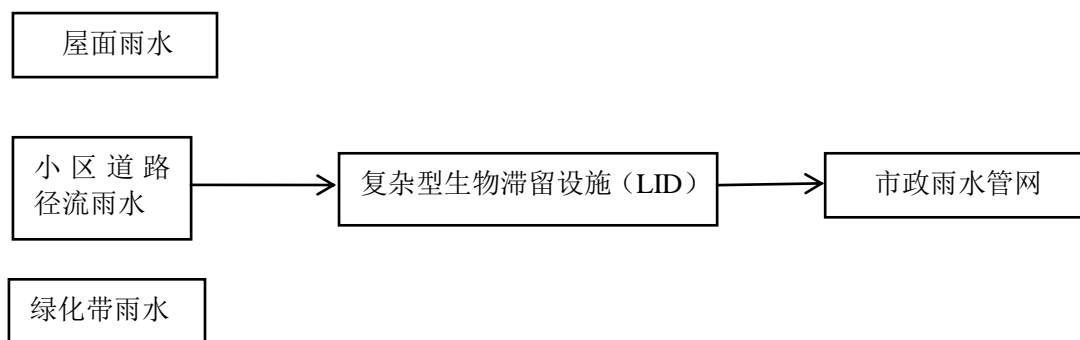 屋面雨水
小区道路
径流雨水
复杂型生物滞留设施（LID）
市政雨水管网
绿化带雨水